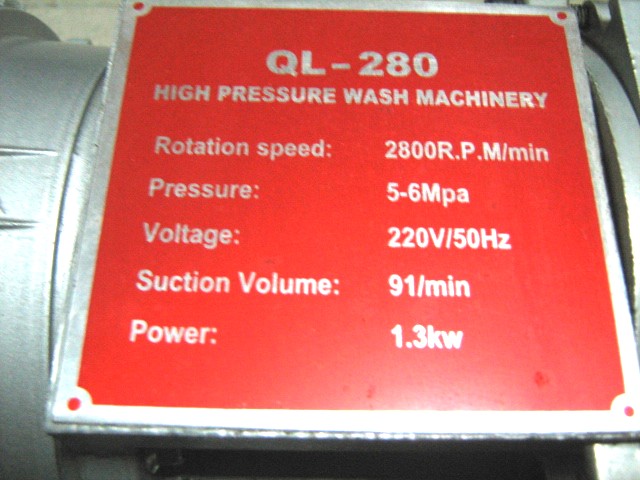 QL-280
HIGH PRESSURE WASH MACHINERY
Rotation speed: 2800R.P.M/min
Pressure: 5-6Mpa
Voltage: 220V/50Hz
Suction Volume: 91/min
Power: 1.3kw